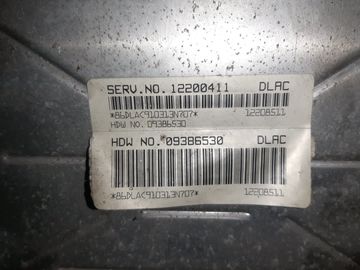 SERV.NO. 12200411 DLAC
*86DLAC910313N707* 12208511
HDW NO. 09386530
HDW NO. 09386530 DLAC
*86DLAC910313N707* 12208511